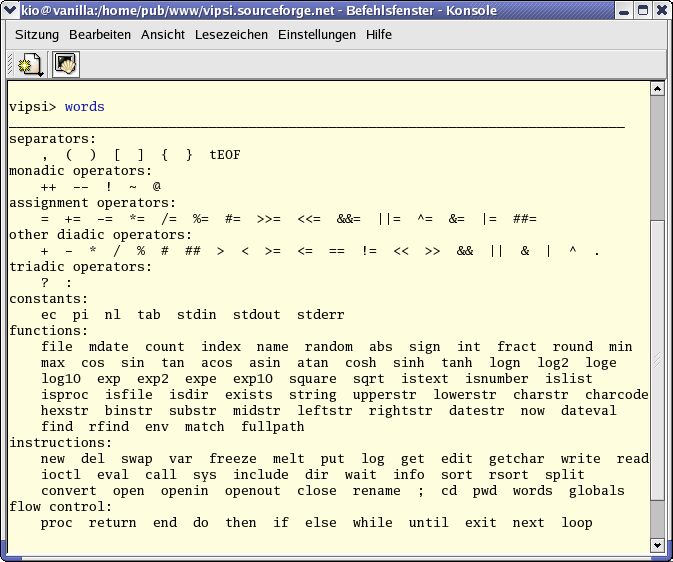 kio@vanilla:/home/pub/www/vipsi.sourceforge.net - Befehlsfenster - Konsole
Sitzung Bearbeiten Ansicht Lesezeichen Einstellungen Hilfe
vipsi> words
separators:
, ( ) [ ] { } tEOF
monadic operators:
++ -- ! ~ @
assignment operators:
= += -= *= /= %= #= >>= <<= &&= ||= ^= &= |= ##=
other diadic operators:
+ - * / % # ## > < >= <= == != << >> && || & | ^ .
triadic operators:
? :
constants:
ec pi nl tab stdin stdout stderr
functions:
file mdate count index name random abs sign int fract round min
max cos sin tan acos asin atan cosh sinh tanh logn log2 loge
log10 exp exp2 expe exp10 square sqrt istext isnumber islist
isproc isfile isdir exists string upperstr lowerstr charstr charcode
hexstr binstr substr midstr leftstr rightstr datestr now dateval
find rfind env match fullpath
instructions:
new del swap var freeze melt put log get edit getchar write read
ioctl eval call sys include dir wait info sort rsort split
convert open openin openout close rename ; cd pwd words globals
flow control:
proc return end do then if else while until exit next loop